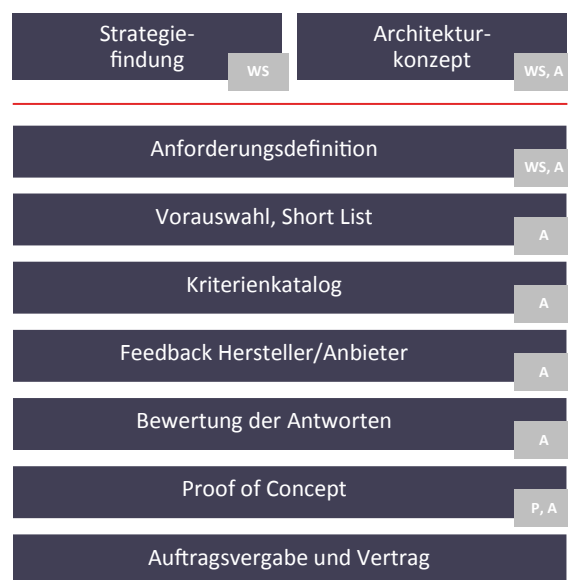 Strategie-
findung
WS
Architektur-
konzept
WS, A
Anforderungsdefinition
WS, A
Vorauswahl, Short List
A
Kriterienkatalog
A
Feedback Hersteller/Anbieter
A
Bewertung der Antworten
A
Proof of Concept
P, A
Auftragsvergabe und Vertrag